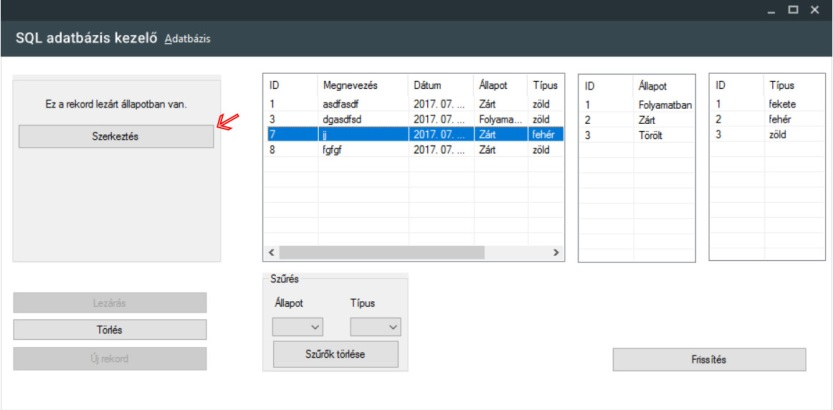 SQL adatbázis kezelő Adatbázis
Ez a rekord lezárt állapotban van.
Szerkeztés
ID Megnevezés Dátum Állapot Típus
1 asdfasdf 2017. 07. ... Zárt zöld
3 dgasdfsd 2017. 07. ... Folyama... zöld
7 jj 2017. 07. ... Zárt fehér
8 fgfgf 2017. 07. ... Zárt zöld
ID Állapot
1 Folyamatban
2 Zárt
3 Törölt
ID Típus
1 fekete
2 fehér
3 zöld
Lezárás
Törlés
Új rekord
Szűrés
Állapot Típus
Szűrők törlése
Frissítés